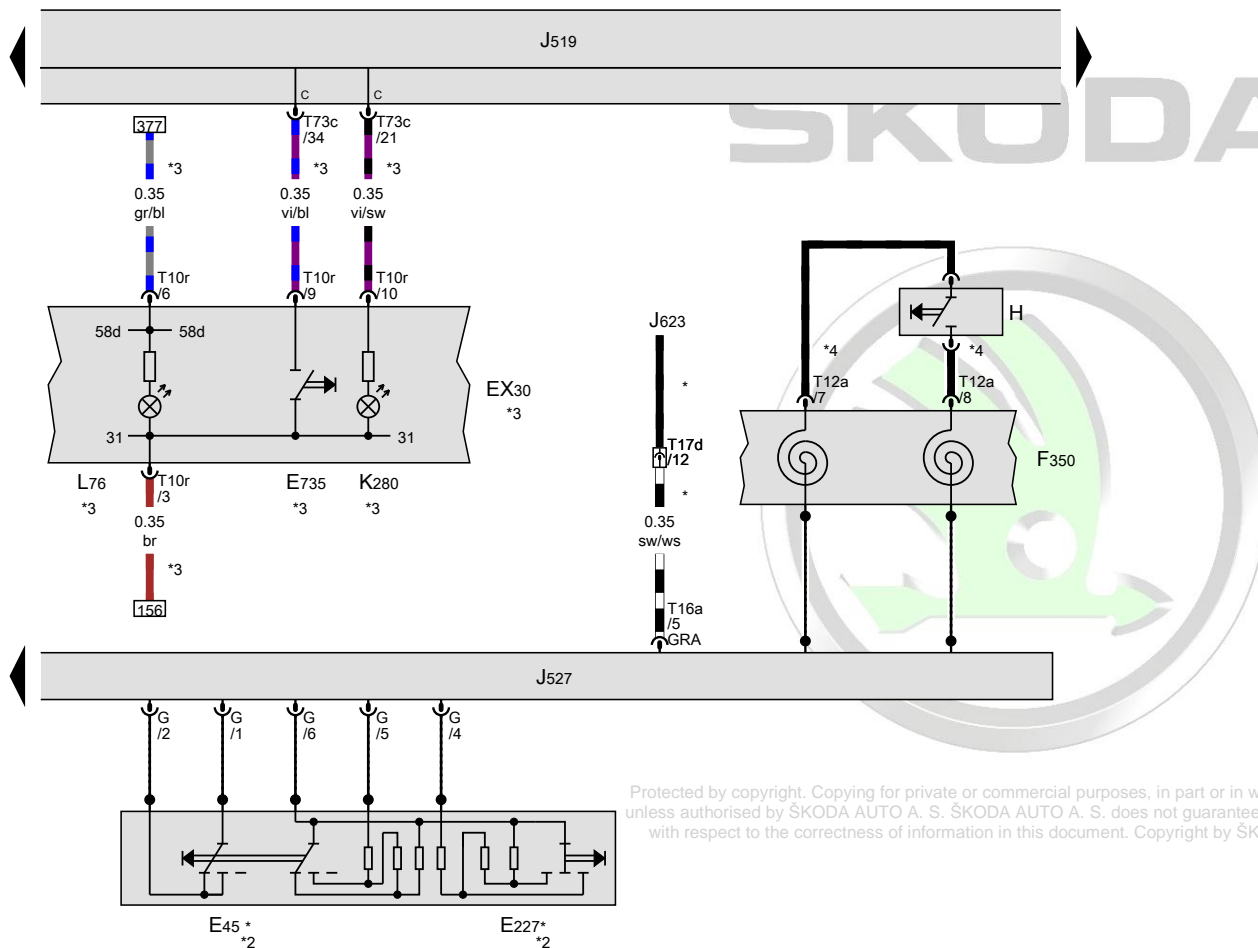 J519
ŠKODA
C
C
377
T73c
/34
T73c
/21
*3
*3
*3
0.35
gr/bl
0.35
vi/bl
0.35
vi/sw
T10r
/6
T10r
/9
T10r
/10
58d
58d
31
31
EX30
*3
L76
*3
T10r
/3
E735
*3
K280
*3
0.35
br
*3
156
J623
*
T17d
/12
*
0.35
sw/ws
T16a
/5
GRA
H
*4
*4
T12a
/7
T12a
/8
F350
J527
G
/2
G
/1
G
/6
G
/5
G
/4
E45 *
*2
E227*
*2
Protected by copyright. Copying for private or commercial purposes, in part or in w
unless authorised by ŠKODA AUTO A. S. ŠKODA AUTO A. S. does not guarantee
with respect to the correctness of information in this document. Copyright by ŠK